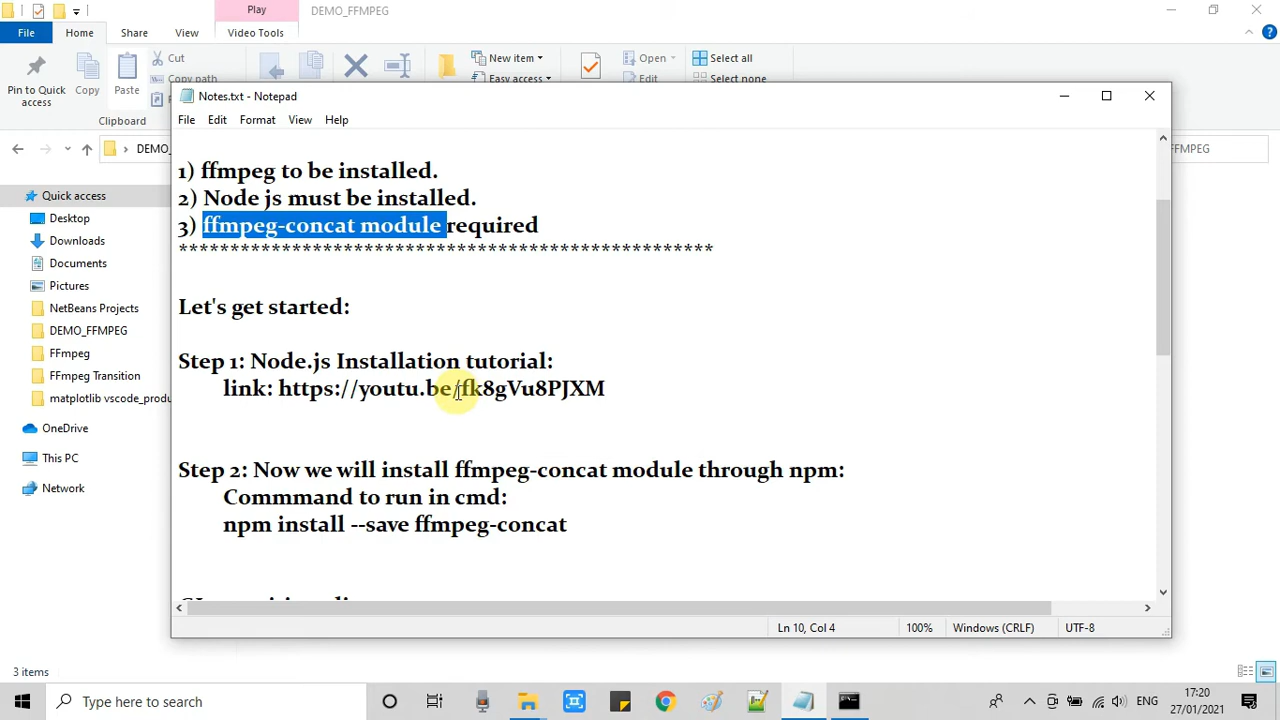 Play
DEMO_FFMPEG
File
Home
Share
View
Video Tools
Pin to Quick access
Copy
Paste
Cut
Copy path
Clipboard
New item
Easy access
Open
Edit
Select all
Select none
DEMO_
FFMPEG
Quick access
Desktop
Downloads
Documents
Pictures
NetBeans Projects
DEMO_FFMPEG
FFmpeg
FFmpeg Transition
matplotlib vscode_produ
OneDrive
This PC
Network
3 items
Notes.txt - Notepad
File Edit Format View Help
1) ffmpeg to be installed.
2) Node js must be installed.
3) ffmpeg-concat module required
****************************************************
Let's get started:
Step 1: Node.js Installation tutorial:
link: https://youtu.be/fk8gVu8PJXM
Step 2: Now we will install ffmpeg-concat module through npm:
Commmand to run in cmd:
npm install --save ffmpeg-concat
Ln 10, Col 4
100%
Windows (CRLF)
UTF-8
Type here to search
ENG
17:20
27/01/2021